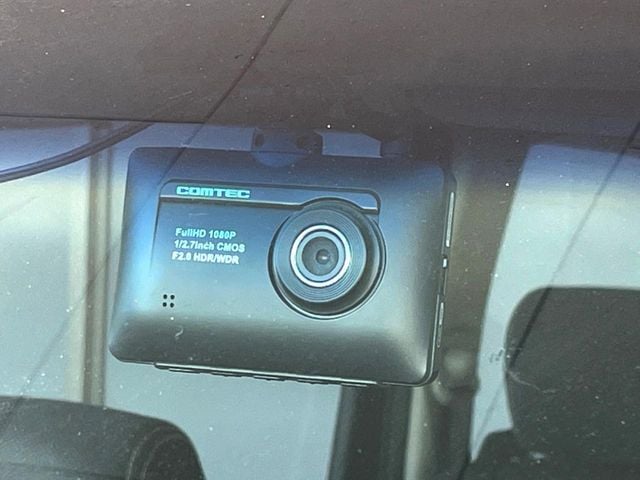 COMTEC
FullHD 1080P
1/2.7inch CMOS
F2.0 HDR/WDR